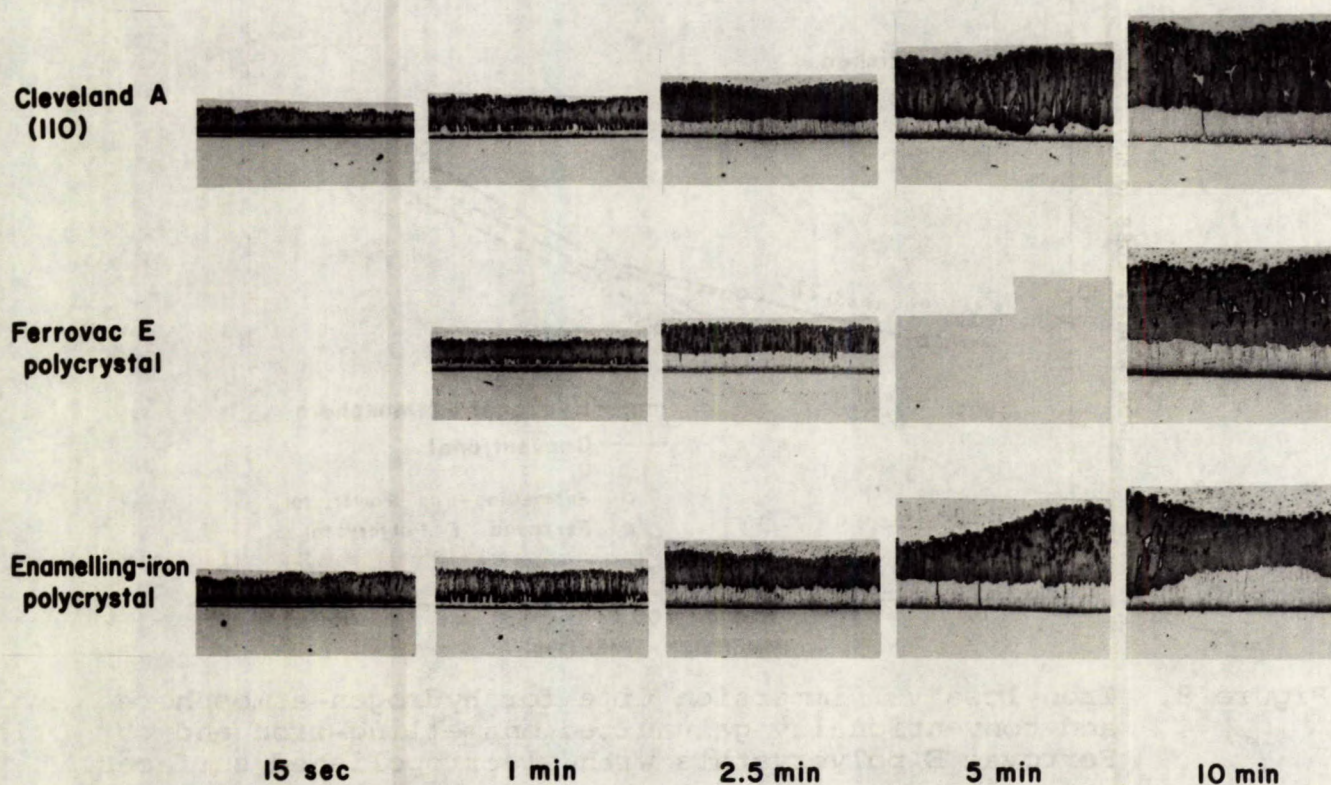 Cleveland A
(110)
Ferrovac E
polycrystal
Enamelling-iron
polycrystal
15 sec
1 min
2.5 min
5 min
10 min